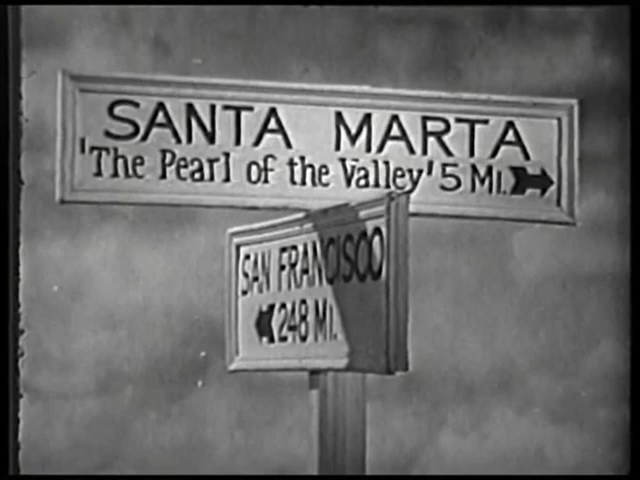 SANTA MARTA
'The Pearl of the Valley' 5 MI.
SAN FRANCISCO
248 MI.